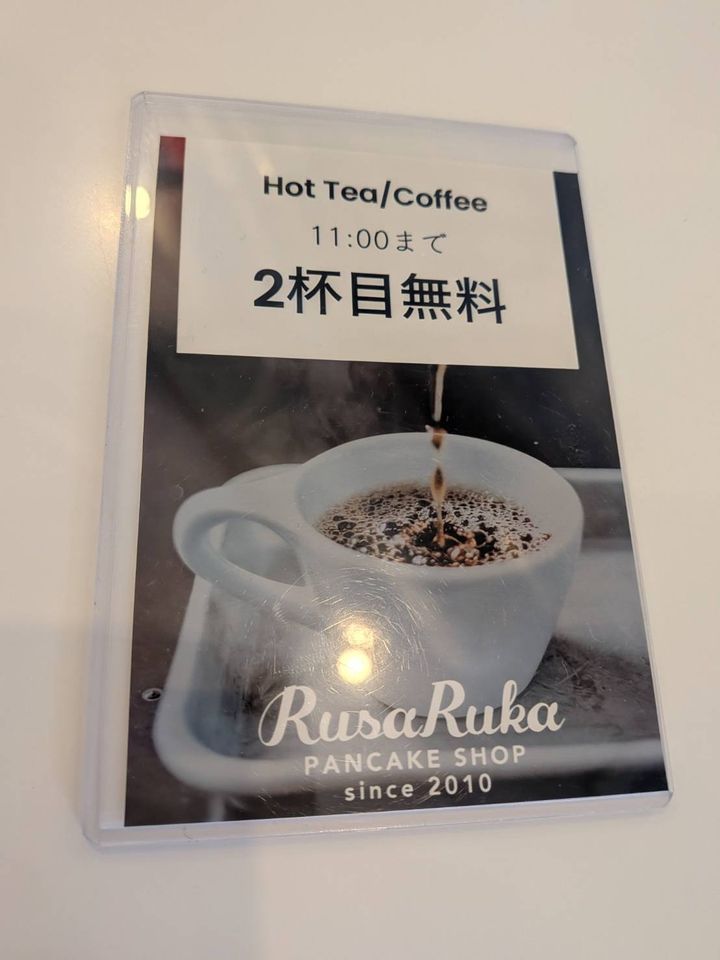 Hot Tea/Coffee
11:00まで
2杯目無料
RusaRuka
PANCAKE SHOP
since 2010